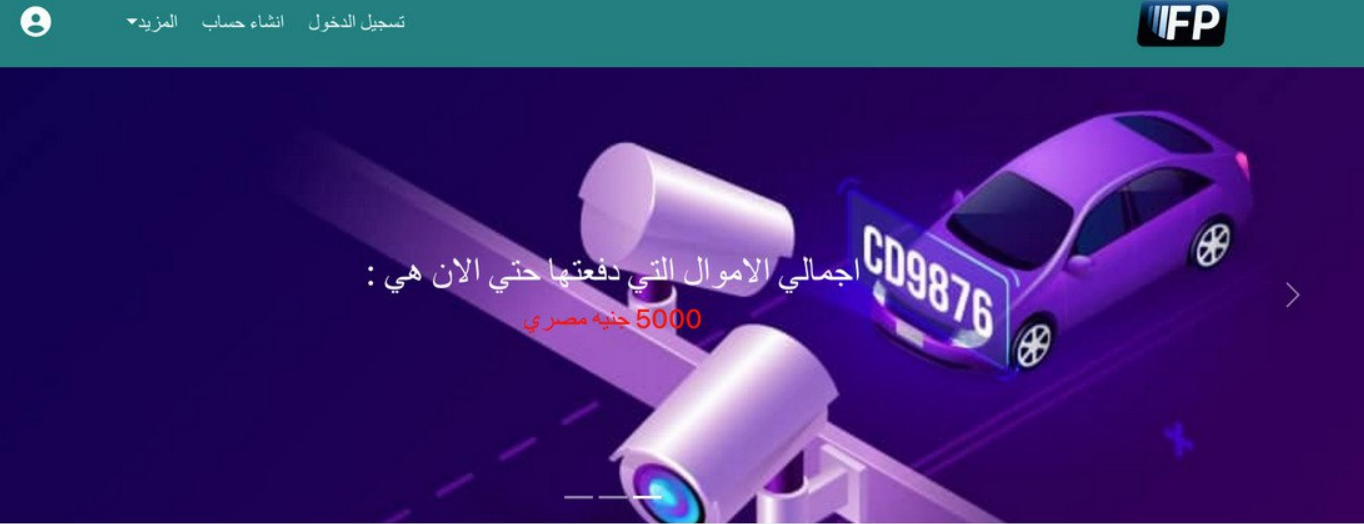 FP
تسجيل الدخول
انشاء حساب
المزيد
CD9876
اجمالي الاموال التي دفعتها حتي الان هي :
5000 جنيه مصري